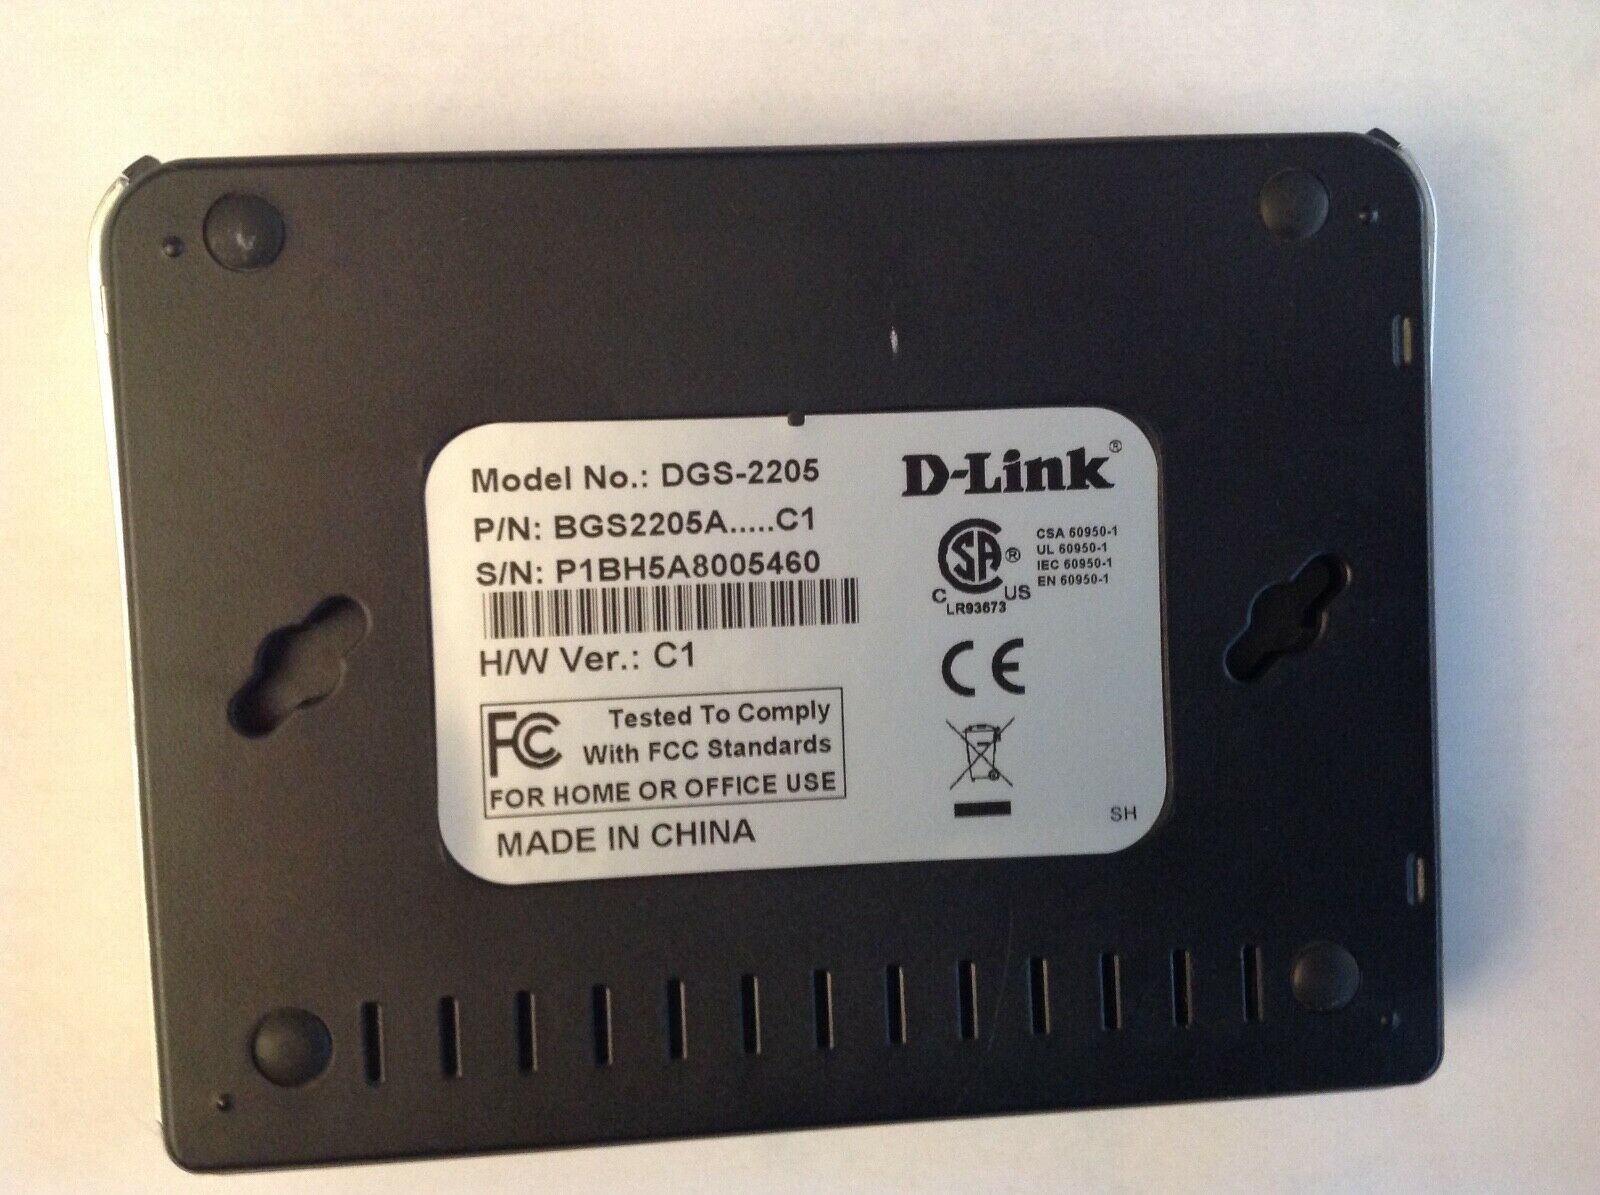 Model No.: DGS-2205
P/N: BGS2205A.....C1
S/N: P1BH5A8005460
H/W Ver.: C1
FC Tested To Comply
With FCC Standards
FOR HOME OR OFFICE USE
MADE IN CHINA
D-Link®
CSA®
C US
LR93673
CSA 60950-1
UL 60950-1
IEC 60950-1
EN 60950-1
CE
SH